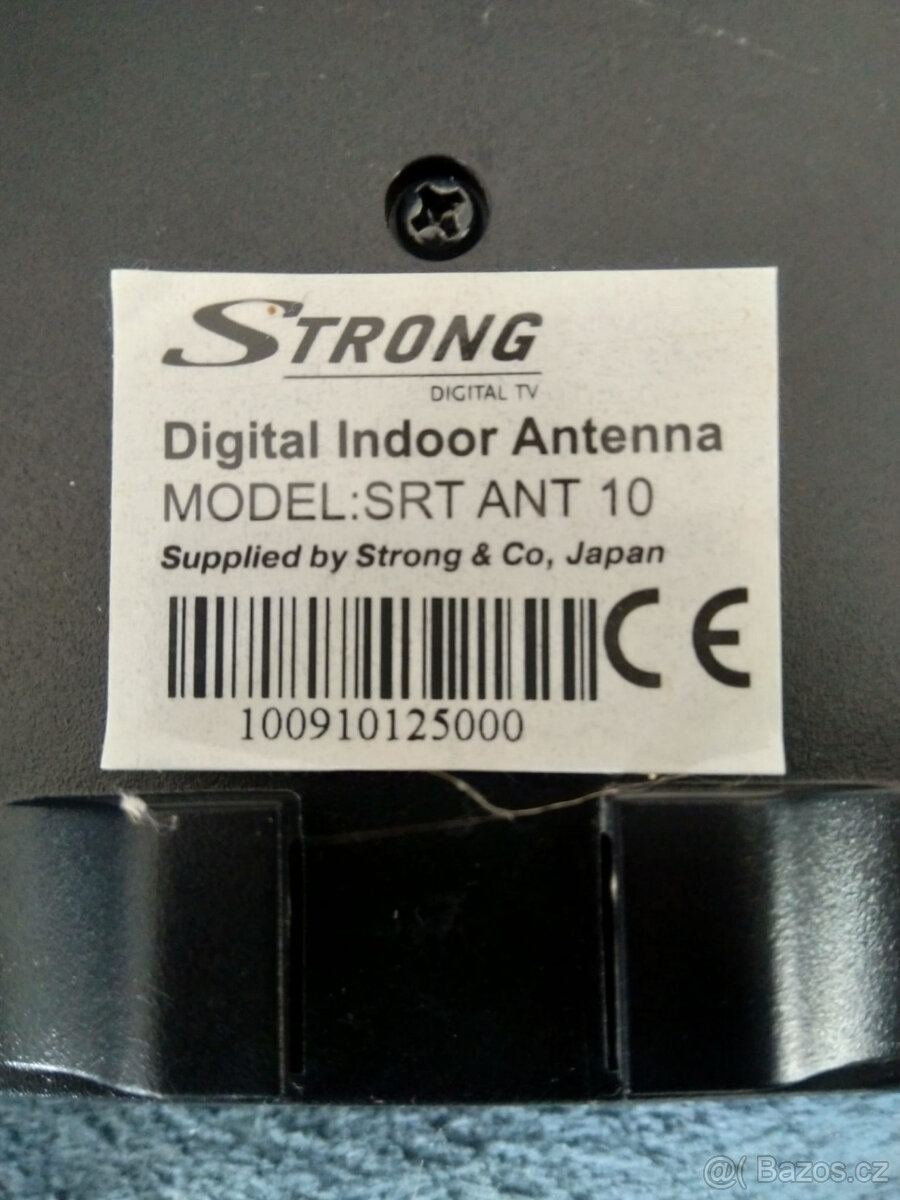 STRONG
DIGITAL TV
Digital Indoor Antenna
MODEL:SRT ANT 10
Supplied by Strong & Co, Japan
CE
100910125000
@( Bazos.cz